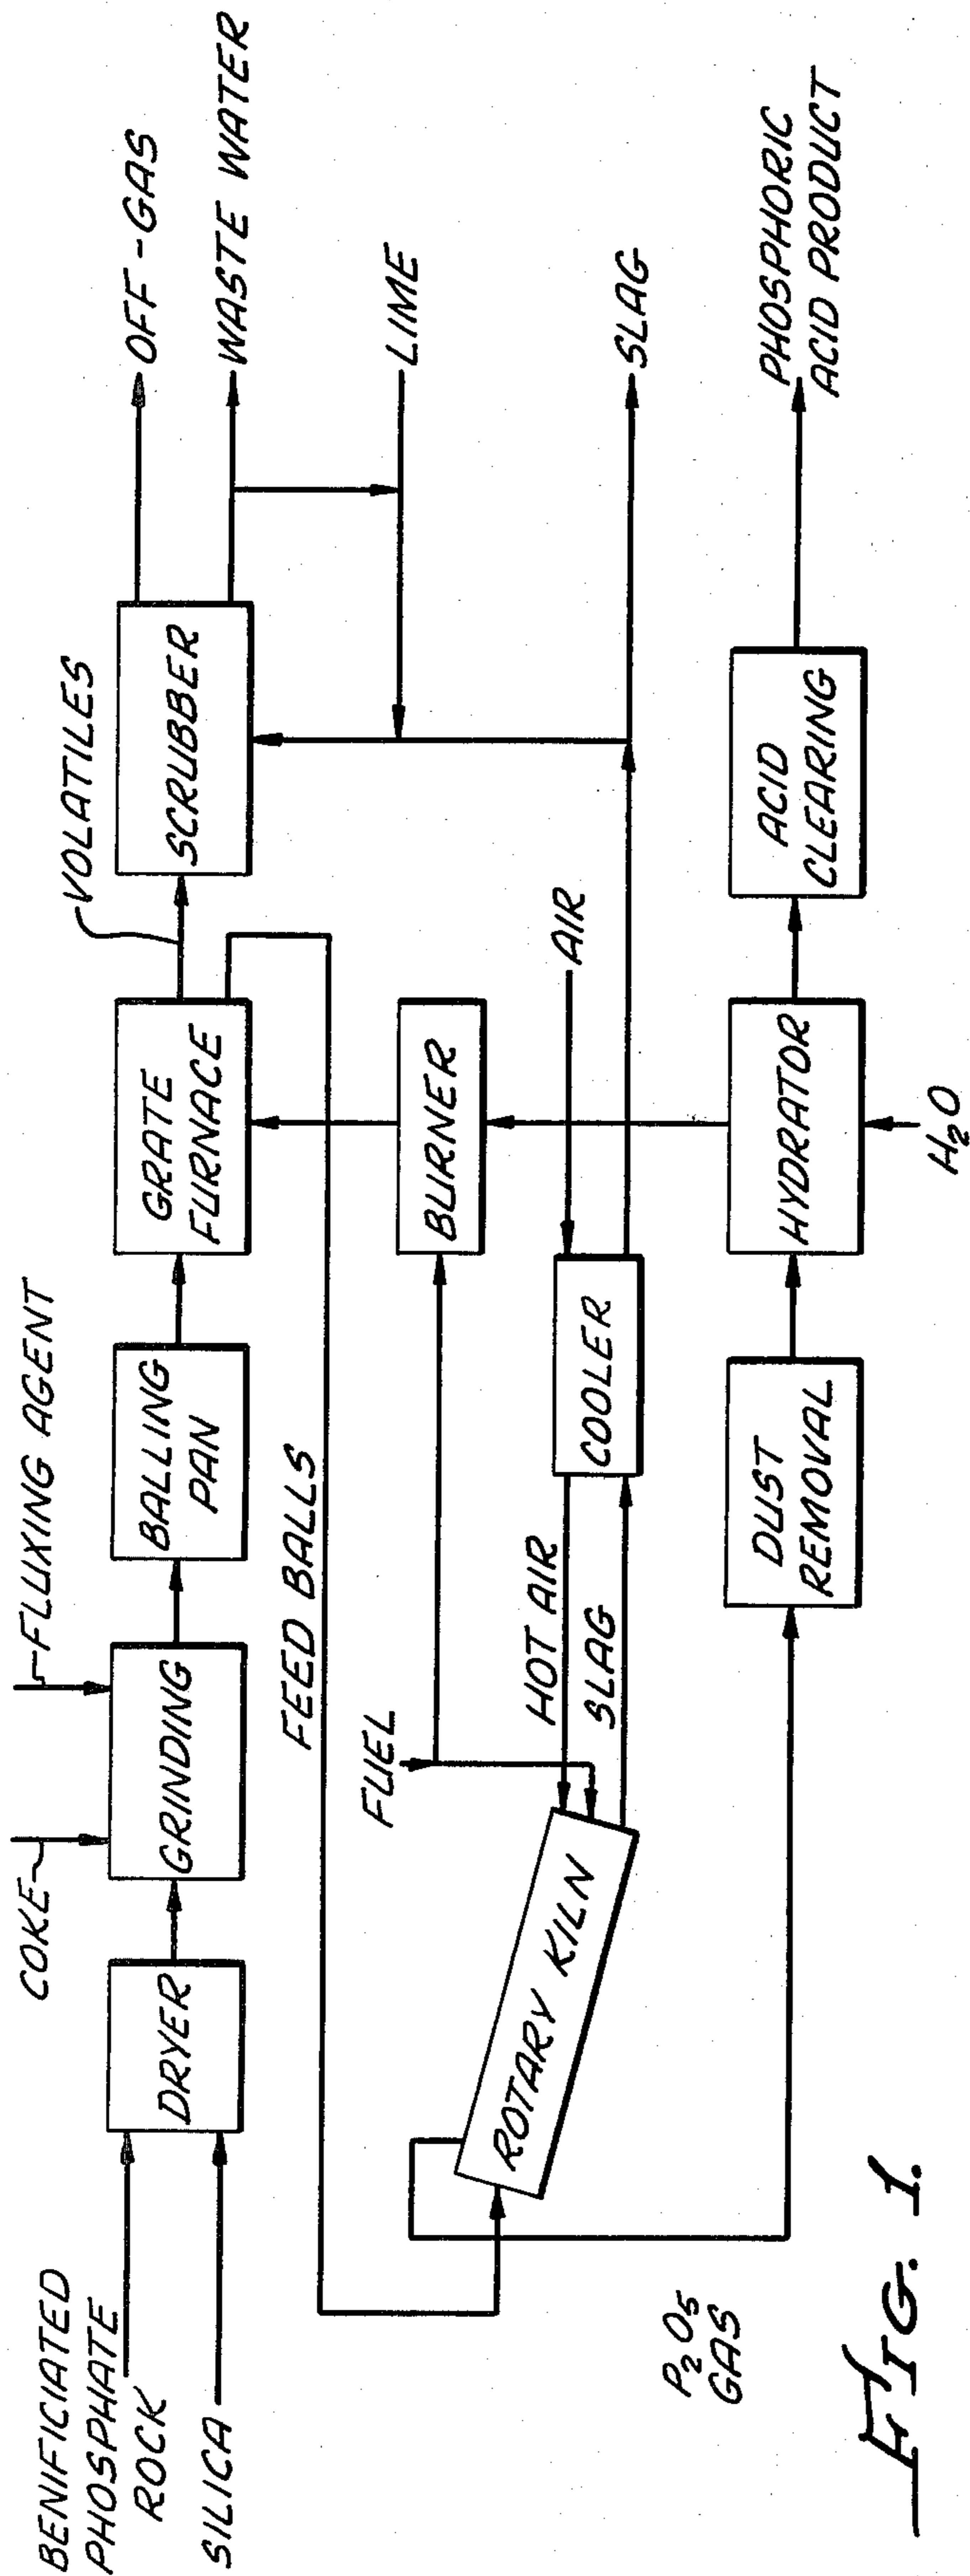 BENIFICIATED
PHOSPHATE
ROCK
SILICA
DRYER
COKE
FLUXING AGENT
GRINDING
BALLING
PAN
GRATE
FURNACE
VOLATILES
SCRUBBER
OFF-GAS
WASTE WATER
LIME
FEED BALLS
FUEL
BURNER
AIR
HOT AIR
SLAG
COOLER
SLAG
ROTARY KILN
P2O5
GAS
DUST
REMOVAL
HYDRATOR
H2O
ACID
CLEARING
PHOSPHORIC
ACID PRODUCT
FIG. 1.